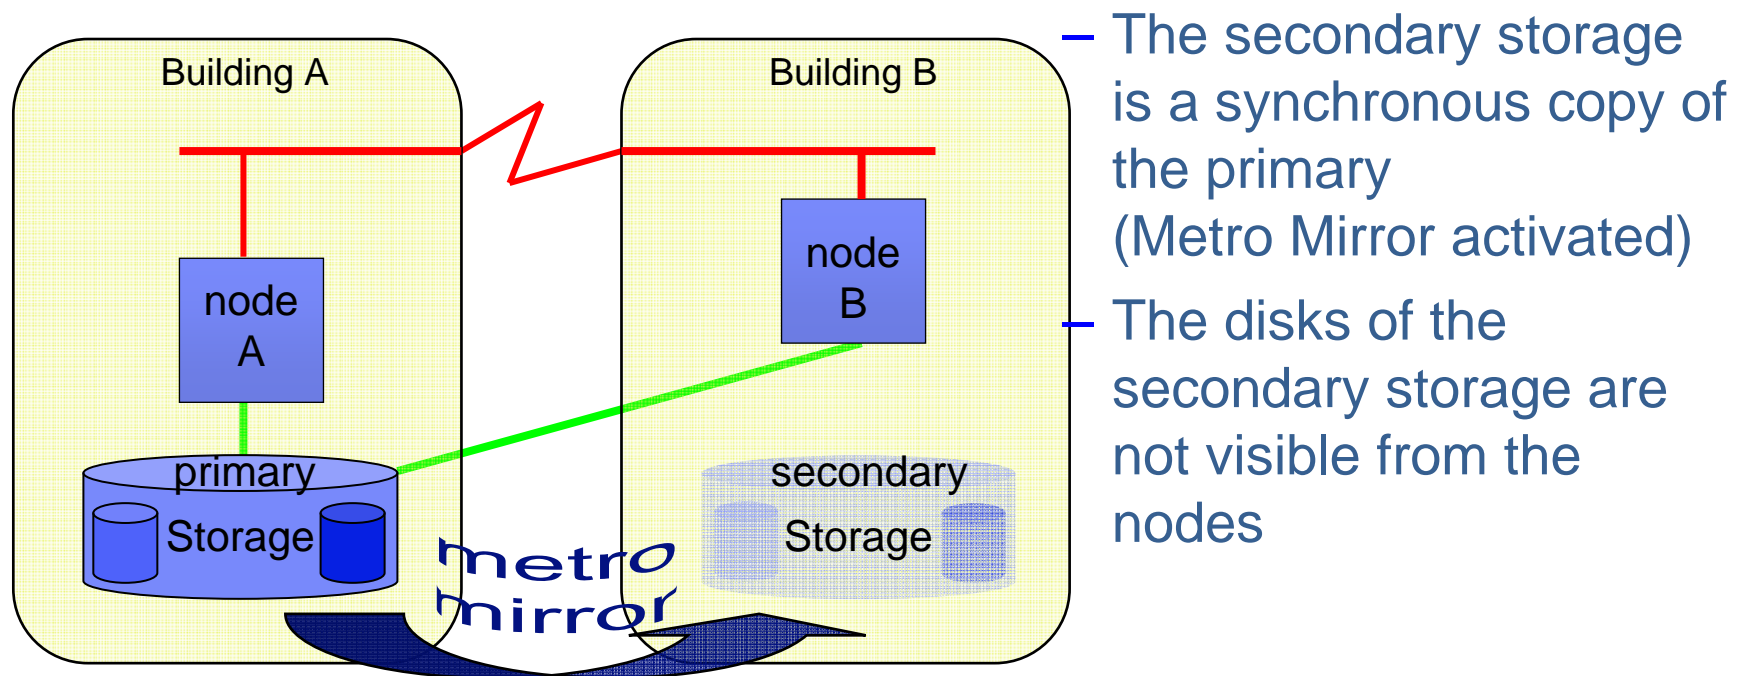 Building A
Building B
node
A
node
B
primary
Storage
secondary
Storage
metro
mirror
– The secondary storage
is a synchronous copy of
the primary
(Metro Mirror activated)
– The disks of the
secondary storage are
not visible from the
nodes